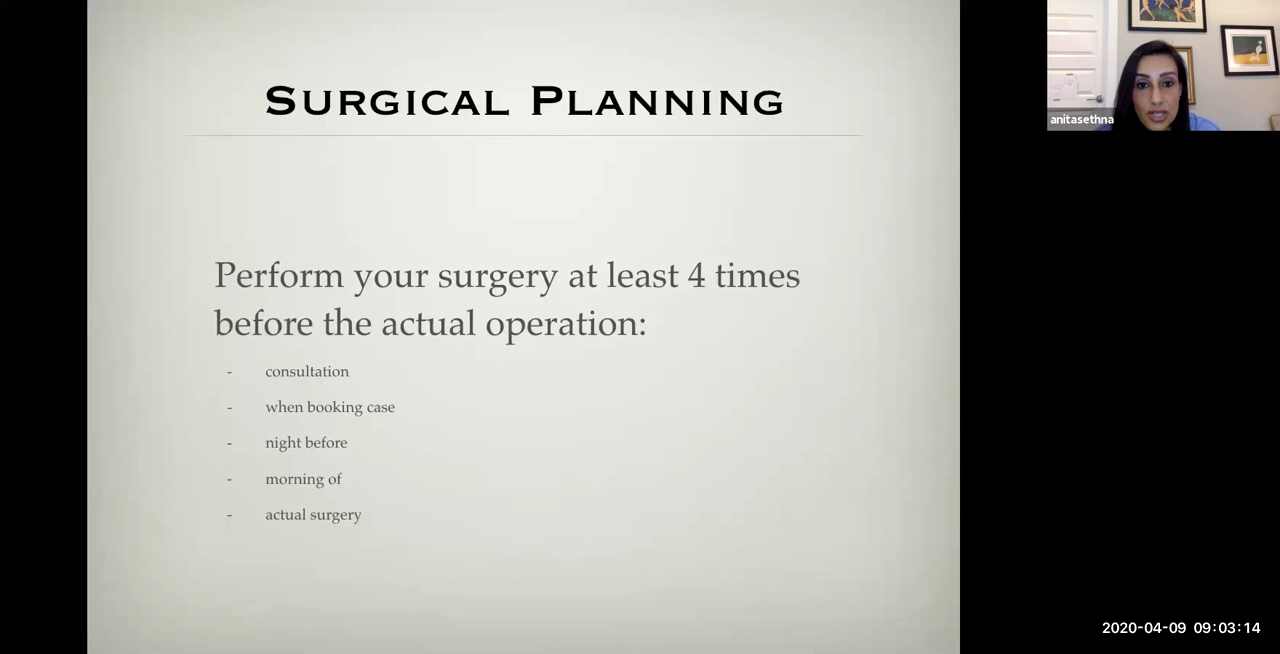 Surgical Planning
Perform your surgery at least 4 times
before the actual operation:
- consultation
- when booking case
- night before
- morning of
- actual surgery
anitasethna
2020-04-09 09:03:14